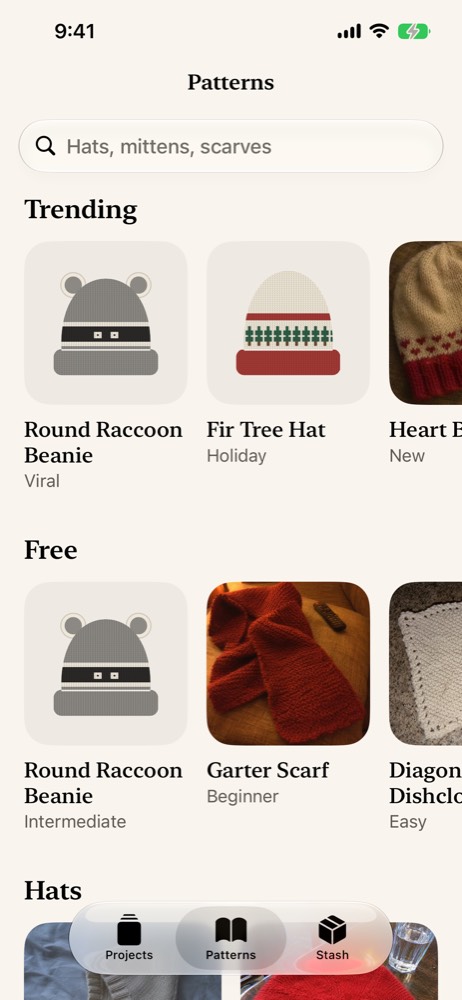 9:41
Patterns
Hats, mittens, scarves
Trending
Round Raccoon
Beanie
Viral
Fir Tree Hat
Holiday
Heart B
New
Free
Round Raccoon
Beanie
Intermediate
Garter Scarf
Beginner
Diagon
Dishclo
Easy
Hats
Projects
Patterns
Stash